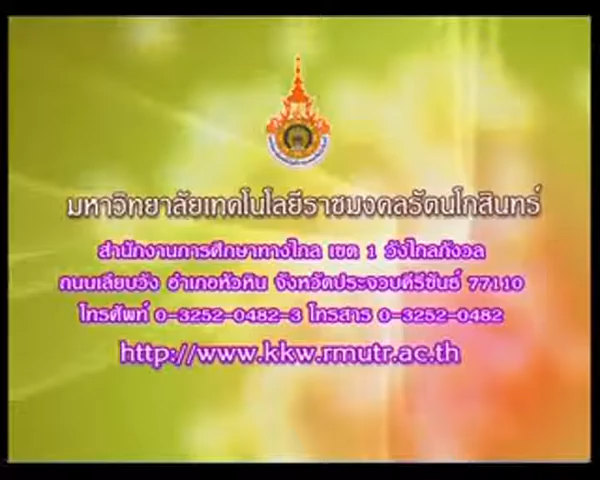 มหาวิทยาลัยเทคโนโลยีราชมงคลรัตนโกสินทร์
สำนักงานการศึกษาทางไกล เขต 1 วังไกลกังวล
ถนนเลียบวัง อำเภอหัวหิน จังหวัดประจวบคีรีขันธ์ 77110
โทรศัพท์ 0-3252-0482-3 โทรสาร 0-3252-0482
http://www.kkw.rmutr.ac.th